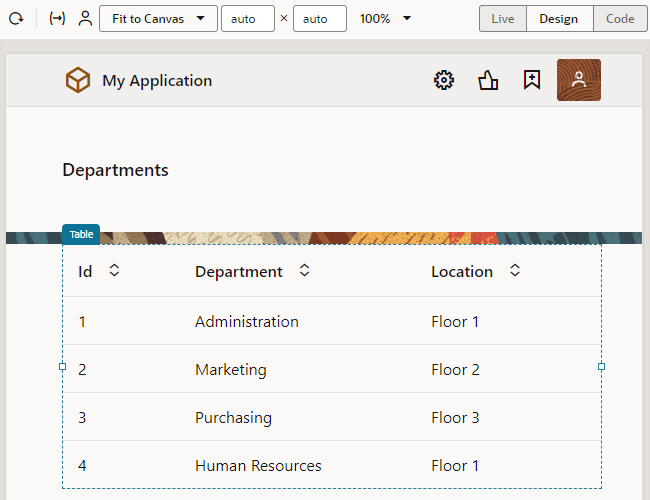 Fit to Canvas auto × auto 100% Live Design Code
My Application
Departments
Table
Id Department Location
1 Administration Floor 1
2 Marketing Floor 2
3 Purchasing Floor 3
4 Human Resources Floor 1